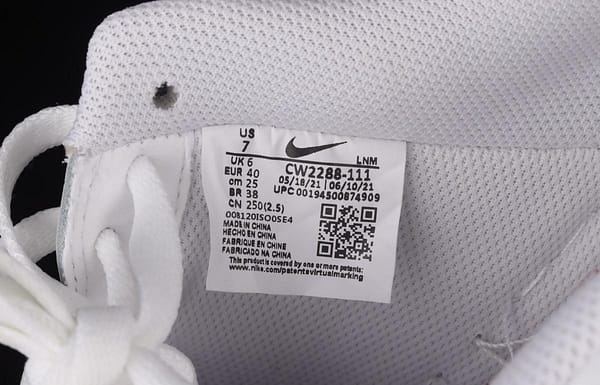 US
7
UK 6
EUR 40
cm 25
BR 38
CN 250(2.5)
LNM
CW2288-111
05/18/21 | 06/10/21
UPC 00194500874909
008120ISO0SE4
MADE IN CHINA
HECHO EN CHINA
FABRIQUE EN CHINE
FABRICADO NA CHINA
This product is covered by one or more patents:
www.nike.com/patentsvirtualmarking